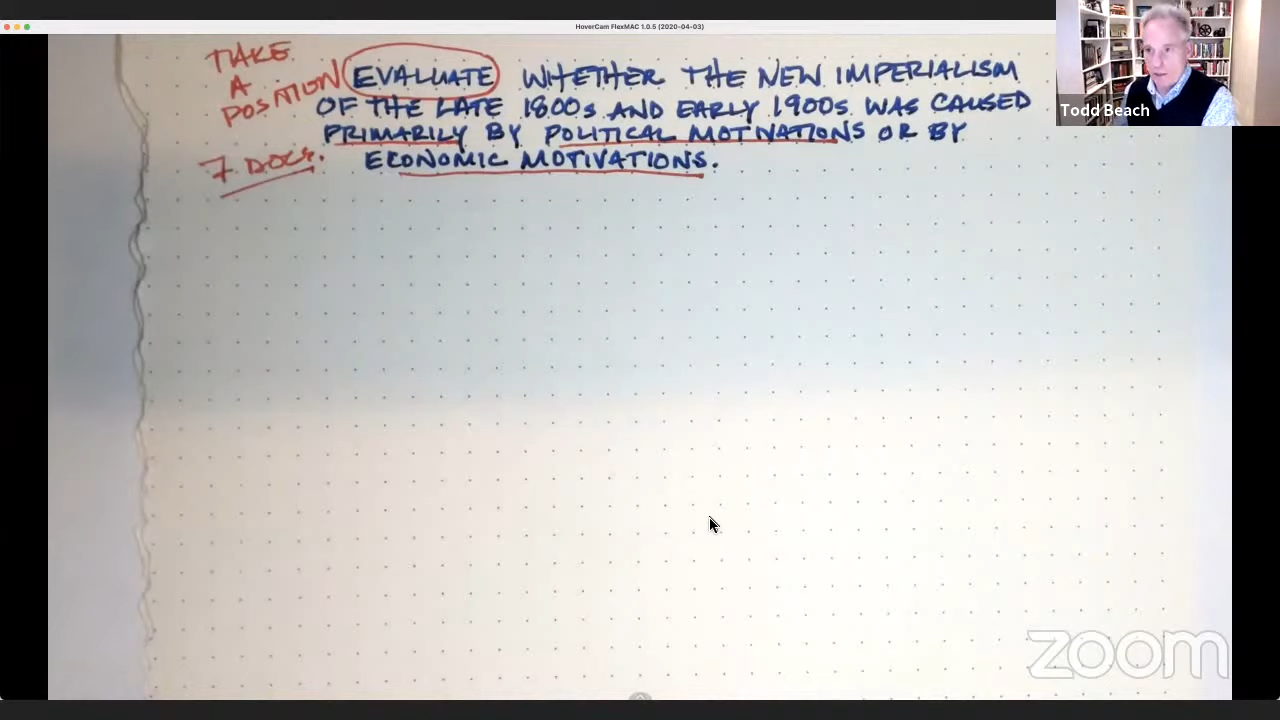 HoverCam FlexMAC 1.0.5 (2020-04-03)
TAKE
A
POSITION
EVALUATE WHETHER THE NEW IMPERIALISM
OF THE LATE 1800s AND EARLY 1900s WAS CAUSED
PRIMARILY BY POLITICAL MOTIVATIONS OR BY
ECONOMIC MOTIVATIONS.
7 DOCS.
Todd Beach
zoom